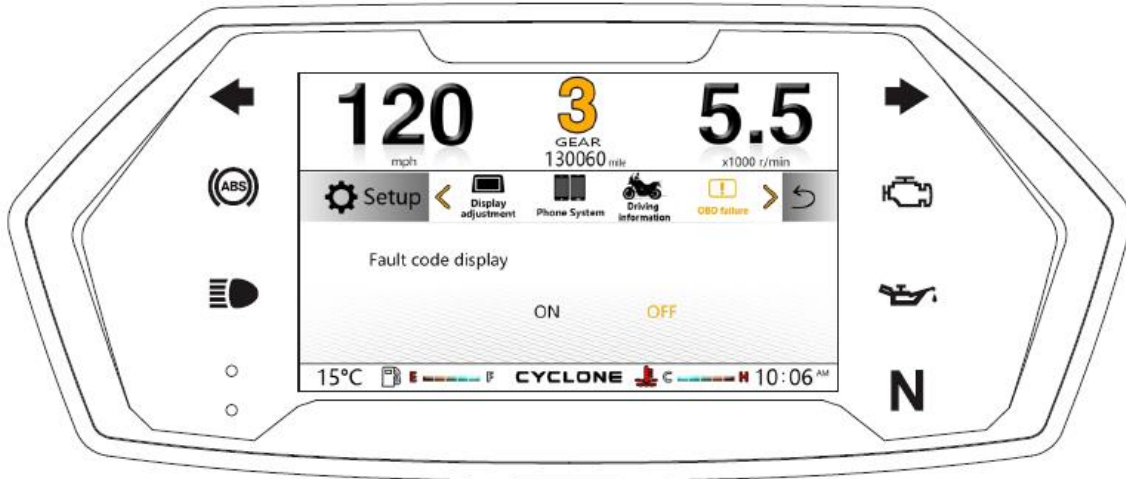 120
mph
3
GEAR
130060 mile
5.5
x1000 r/min
ABS
Setup
Display adjustment
Phone System
Driving information
OBD failure
Fault code display
ON OFF
15°C E F CYCLONE C H 10:06 AM
N